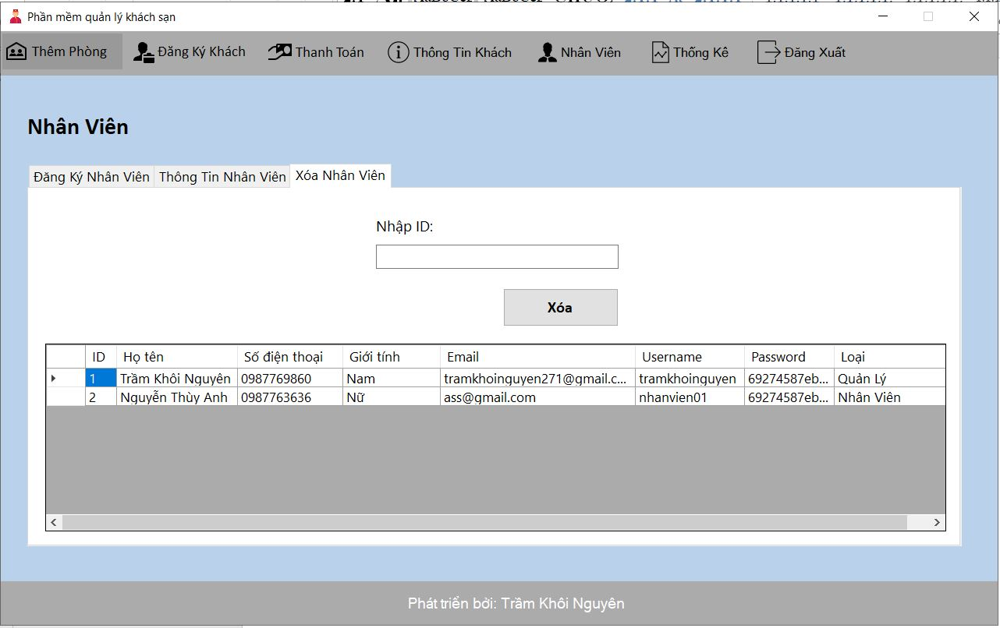 Phần mềm quản lý khách sạn
Thêm Phòng Đăng Ký Khách Thanh Toán Thông Tin Khách Nhân Viên Thống Kê Đăng Xuất
Nhân Viên
Đăng Ký Nhân Viên Thông Tin Nhân Viên Xóa Nhân Viên
Nhập ID:
Xóa
ID Họ tên Số điện thoại Giới tính Email Username Password Loại
1 Trầm Khôi Nguyên 0987769860 Nam tramkhoinguyen271@gmail.c... tramkhoinguyen 69274587eb... Quản Lý
2 Nguyễn Thùy Anh 0987763636 Nữ ass@gmail.com nhanvien01 69274587eb... Nhân Viên
Phát triển bởi: Trầm Khôi Nguyên